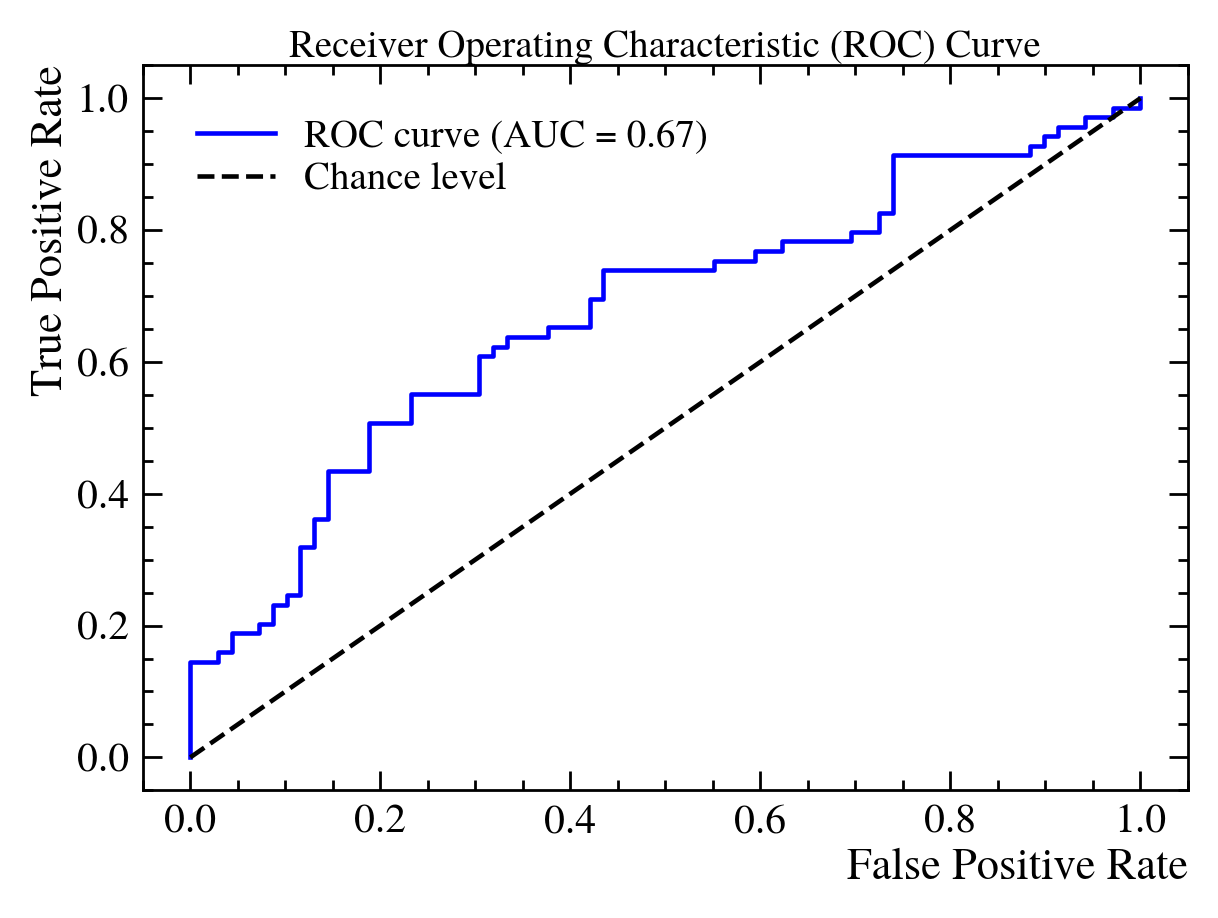 Receiver Operating Characteristic (ROC) Curve
True Positive Rate
1.0
0.8
0.6
0.4
0.2
0.0
ROC curve (AUC = 0.67)
Chance level
0.0 0.2 0.4 0.6 0.8 1.0
False Positive Rate